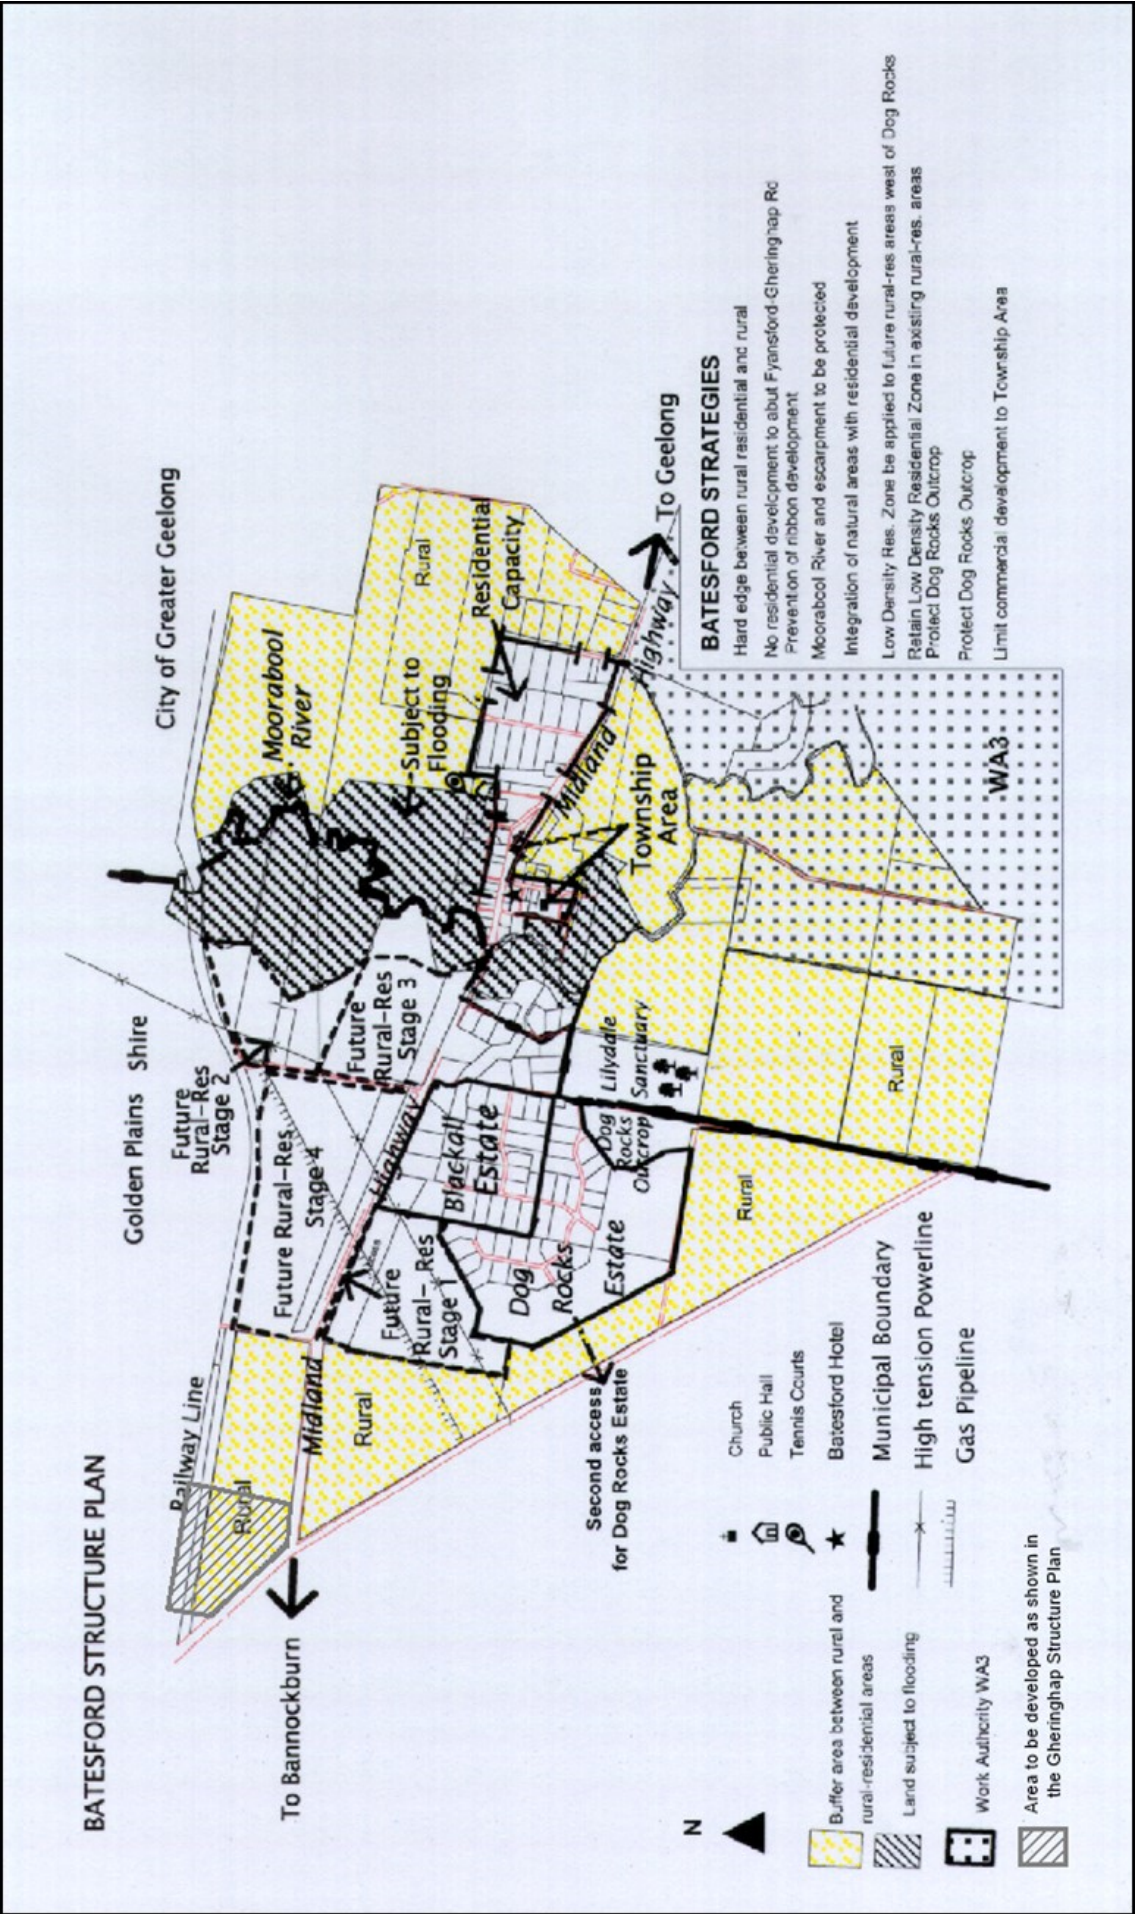 BATESFORD STRUCTURE PLAN
Golden Plains Shire
City of Greater Geelong
Railway Line
Rural
To Bannockburn
Midland
Rural
Future
Rural-Res
Stage 2
Future Rural-Res
Stage 4
Future
Rural-Res
Stage 3
Moorabool
River
Subject to
Flooding
Rural
Residential
Capacity
Highway
Future
Rural- Res
Stage 1
Blackall
Estate
Dog
Rocks
Estate
Dog
Rocks
Outcrop
Lilydale
Sanctuary
Midland
Highway
To Geelong
Township
Area
WA3
Rural
Rural
Second access
for Dog Rocks Estate
BATESFORD STRATEGIES
Hard edge between rural residential and rural
No residential development to abut Fyansford-Gheringhap Rd
Prevention of ribbon development
Moorabool River and escarpment to be protected
Integration of natural areas with residential development
Low Density Res. Zone be applied to future rural-res areas west of Dog Rocks
Retain Low Density Residential Zone in existing rural-res. areas
Protect Dog Rocks Outcrop
Protect Dog Rocks Outcrop
Limit commercial development to Township Area
N
Buffer area between rural and
rural-residential areas
Land subject to flooding
Work Authority WA3
Area to be developed as shown in
the Gheringhap Structure Plan
Church
Public Hall
Tennis Courts
Batesford Hotel
Municipal Boundary
High tension Powerline
Gas Pipeline